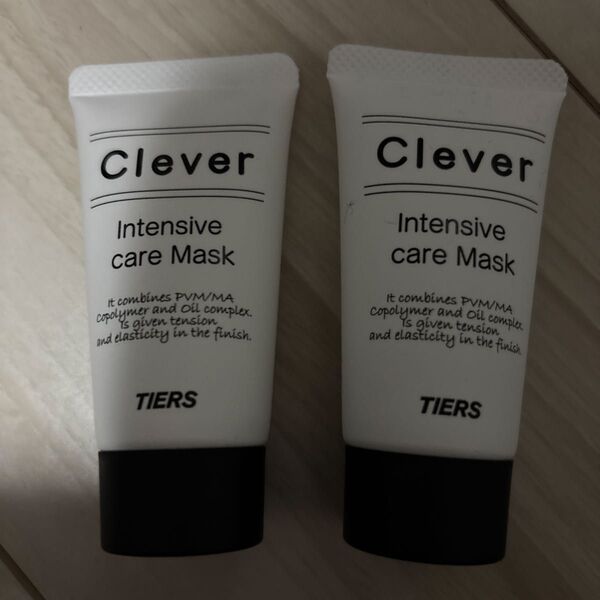 Clever
Intensive
care Mask
It combines PVM/MA
Copolymer and Oil complex.
Is given tension
and elasticity in the finish.
TIERS
Clever
Intensive
care Mask
It combines PVM/MA
Copolymer and Oil complex.
Is given tension
and elasticity in the finish.
TIERS